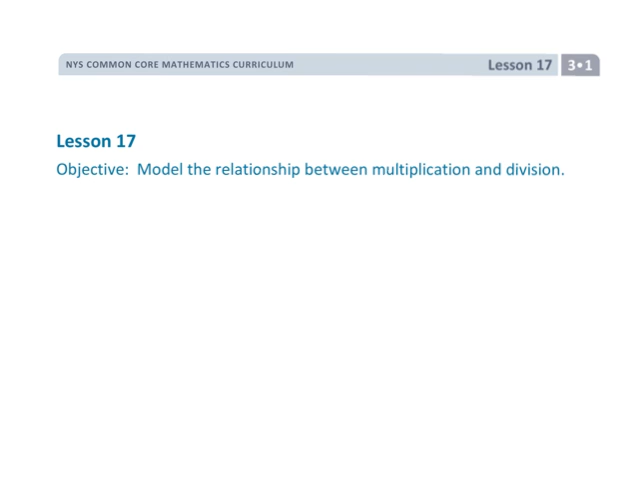 NYS COMMON CORE MATHEMATICS CURRICULUM Lesson 17 3•1
Lesson 17
Objective: Model the relationship between multiplication and division.